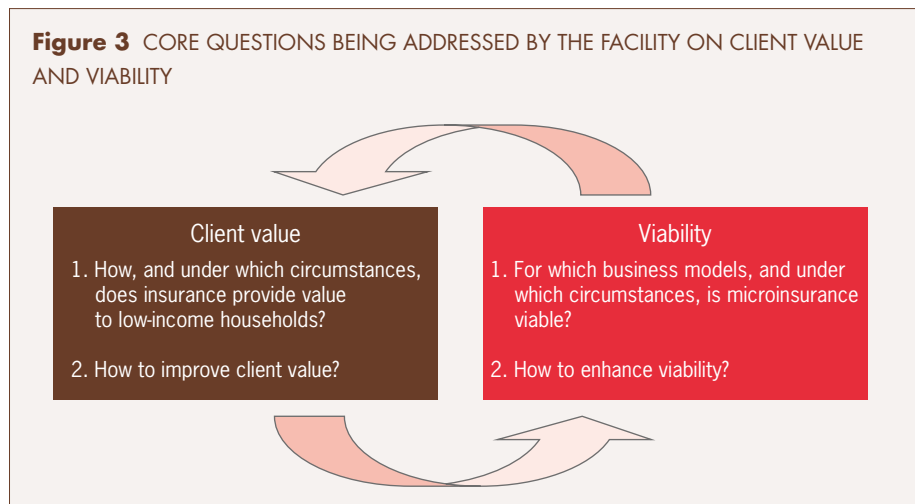 Figure 3 CORE QUESTIONS BEING ADDRESSED BY THE FACILITY ON CLIENT VALUE
AND VIABILITY
Client value
1. How, and under which circumstances,
does insurance provide value
to low-income households?
2. How to improve client value?
Viability
1. For which business models, and under
which circumstances, is microinsurance
viable?
2. How to enhance viability?